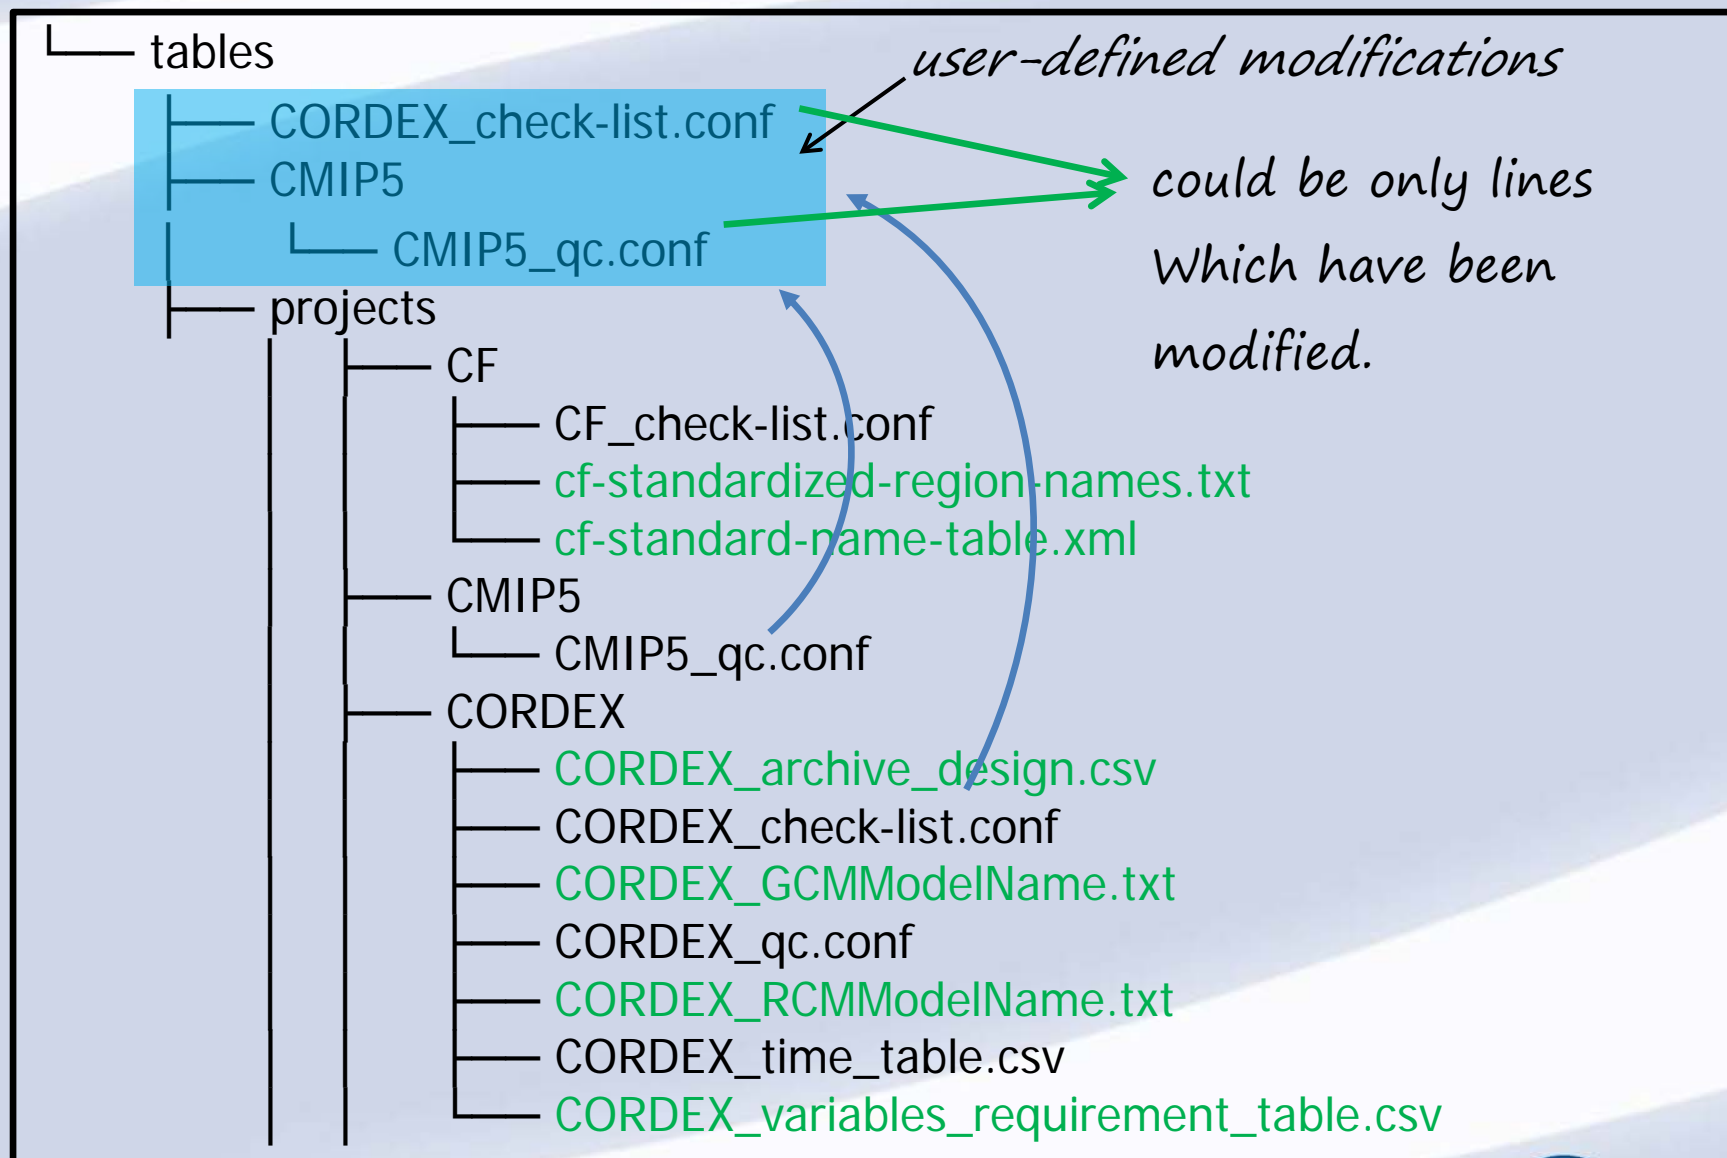 tables
user-defined modifications
CORDEX_check-list.conf
CMIP5
CMIP5_qc.conf
could be only lines
Which have been
modified.
projects
CF
CF_check-list.conf
cf-standardized-region-names.txt
cf-standard-name-table.xml
CMIP5
CMIP5_qc.conf
CORDEX
CORDEX_archive_design.csv
CORDEX_check-list.conf
CORDEX_GCMModelName.txt
CORDEX_qc.conf
CORDEX_RCMModelName.txt
CORDEX_time_table.csv
CORDEX_variables_requirement_table.csv